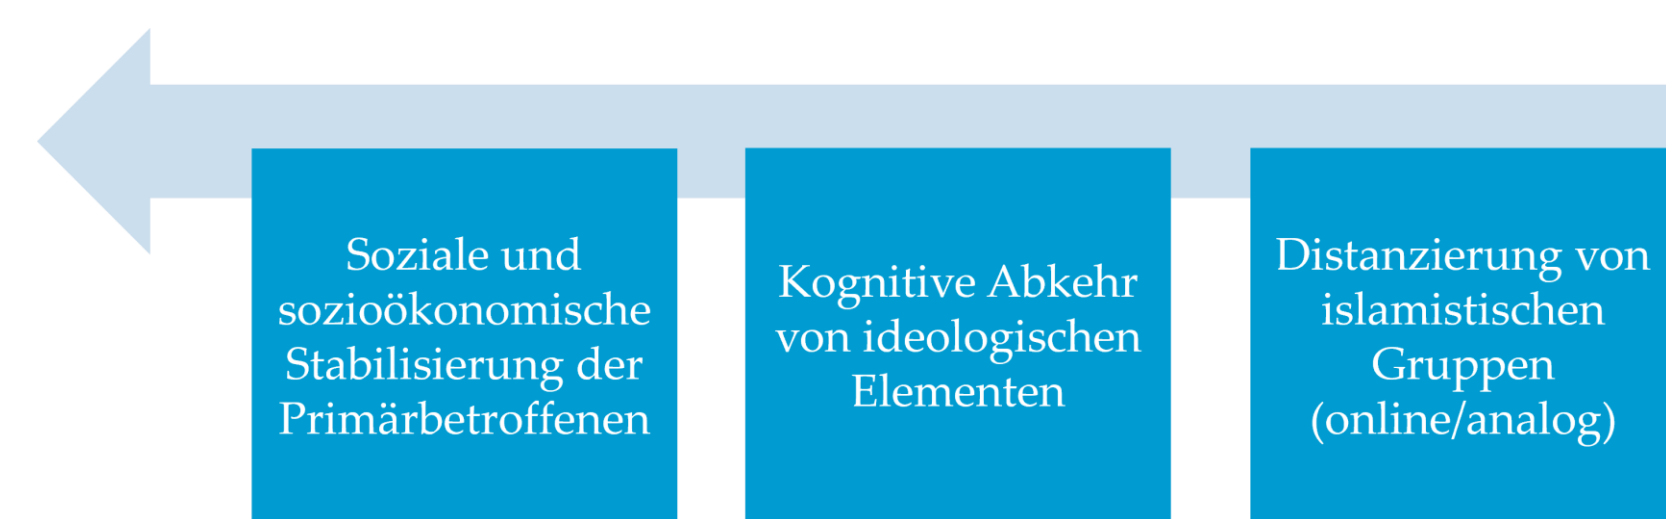 Soziale und
sozioökonomische
Stabilisierung der
Primärbetroffenen
Kognitive Abkehr
von ideologischen
Elementen
Distanzierung von
islamistischen
Gruppen
(online/analog)